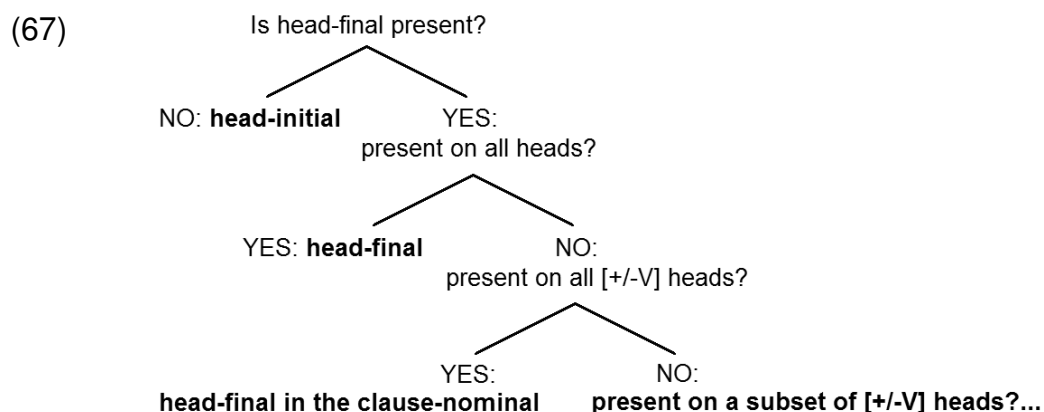 (67)
Is head-final present?
NO: head-initial
YES:
present on all heads?
YES: head-final
NO:
present on all [+/-V] heads?
YES:
head-final in the clause-nominal
NO:
present on a subset of [+/-V] heads?...